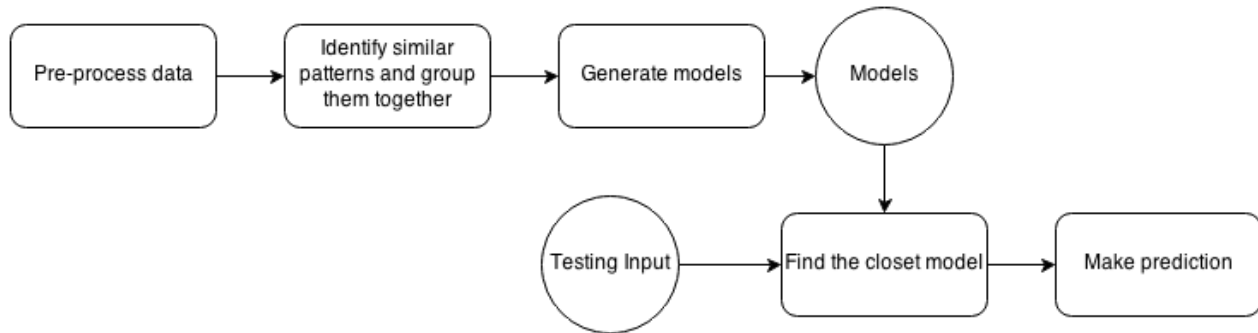 Pre-process data
Identify similar
patterns and group
them together
Generate models
Models
Testing Input
Find the closet model
Make prediction